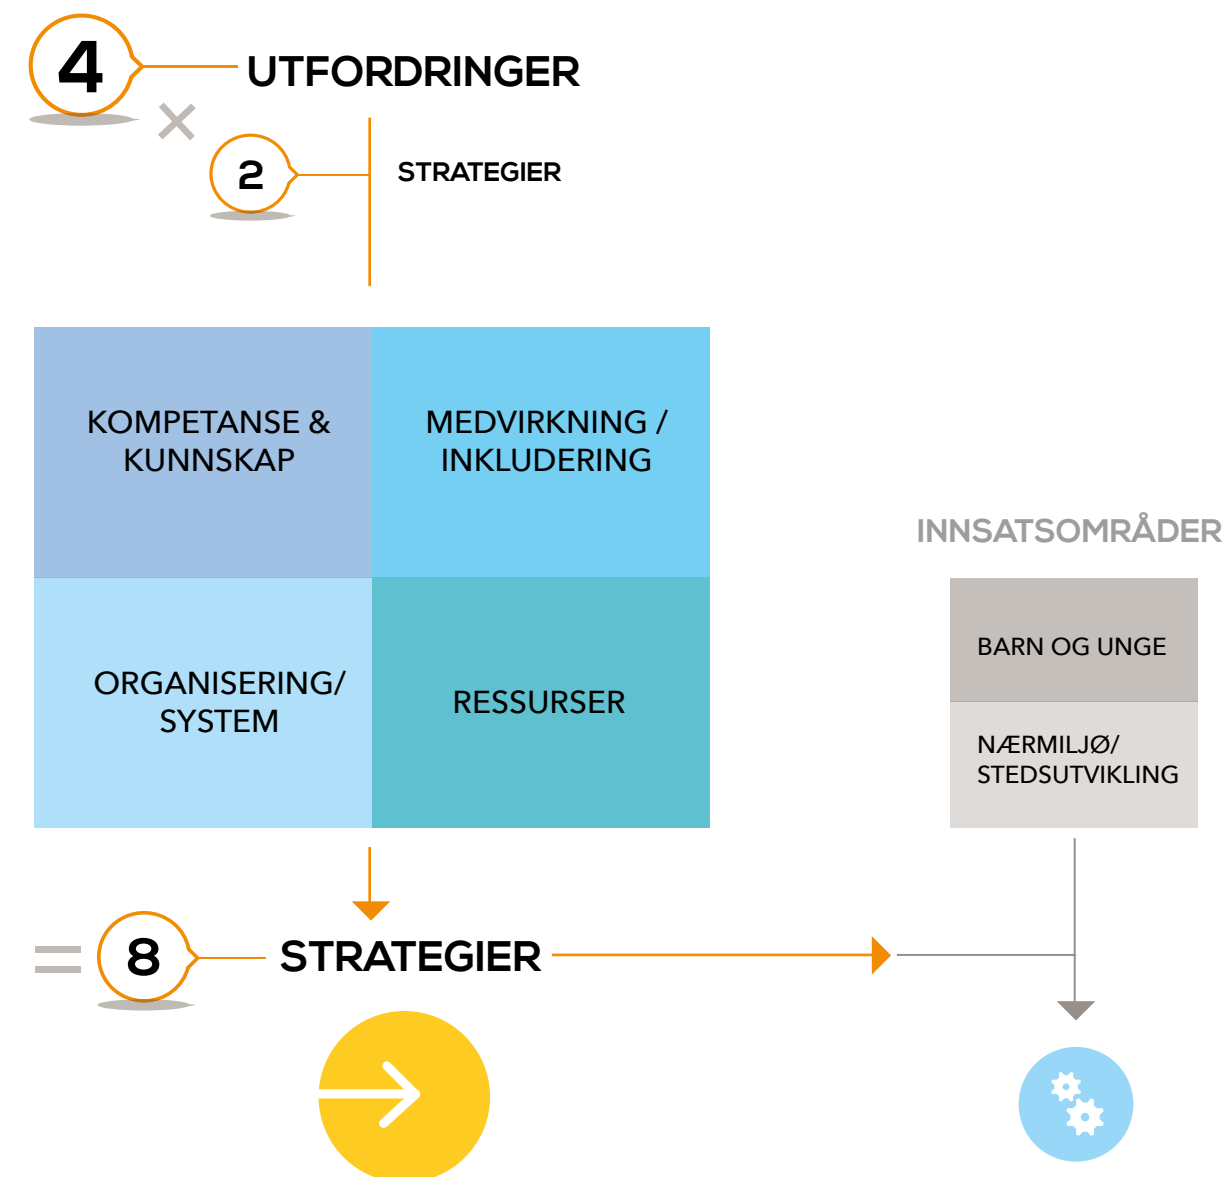 4 UTFORDRINGER
×
2 STRATEGIER
KOMPETANSE &
KUNNSKAP
MEDVIRKNING /
INKLUDERING
ORGANISERING/
SYSTEM
RESSURSER
INNSATSOMRÅDER
BARN OG UNGE
NÆRMILJØ/
STEDSUTVIKLING
= 8 STRATEGIER